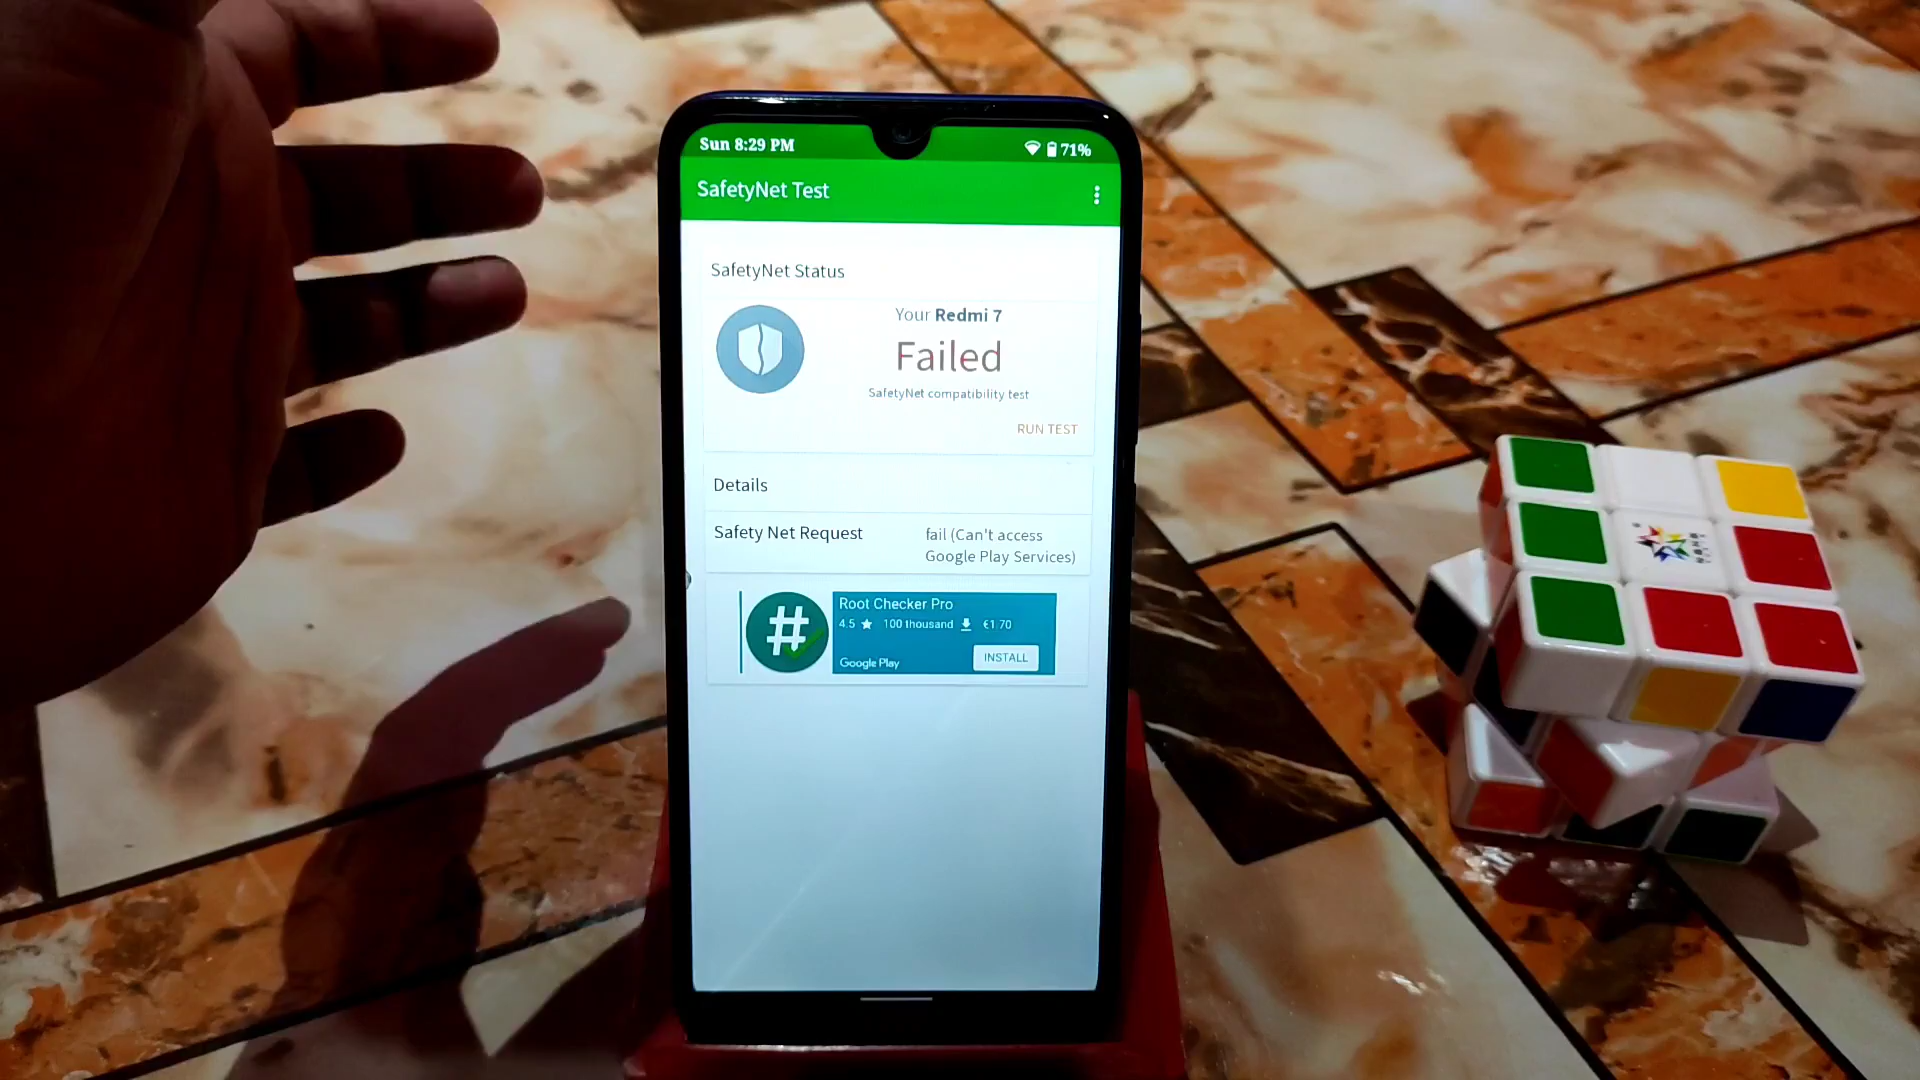 Sun 8:29 PM
71%
SafetyNet Test
SafetyNet Status
Your Redmi 7
Failed
SafetyNet compatibility test
RUN TEST
Details
Safety Net Request
fail (Can't access
Google Play Services)
Root Checker Pro
4.5 ★ 100 thousand €1.70
Google Play
INSTALL